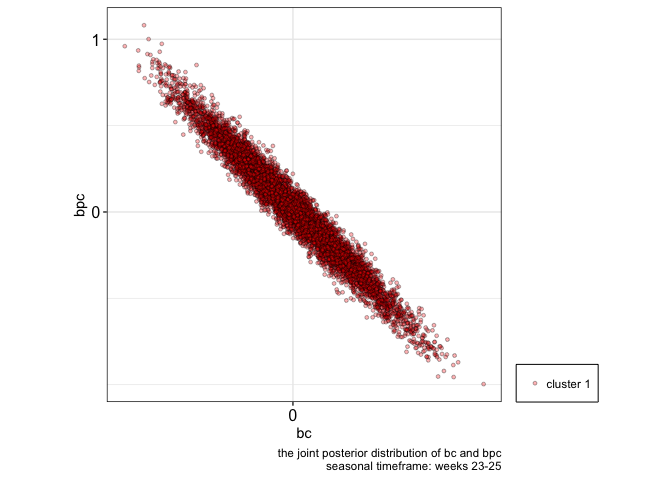 1
bpc
0
0
bc
cluster 1
the joint posterior distribution of bc and bpc
seasonal timeframe: weeks 23-25